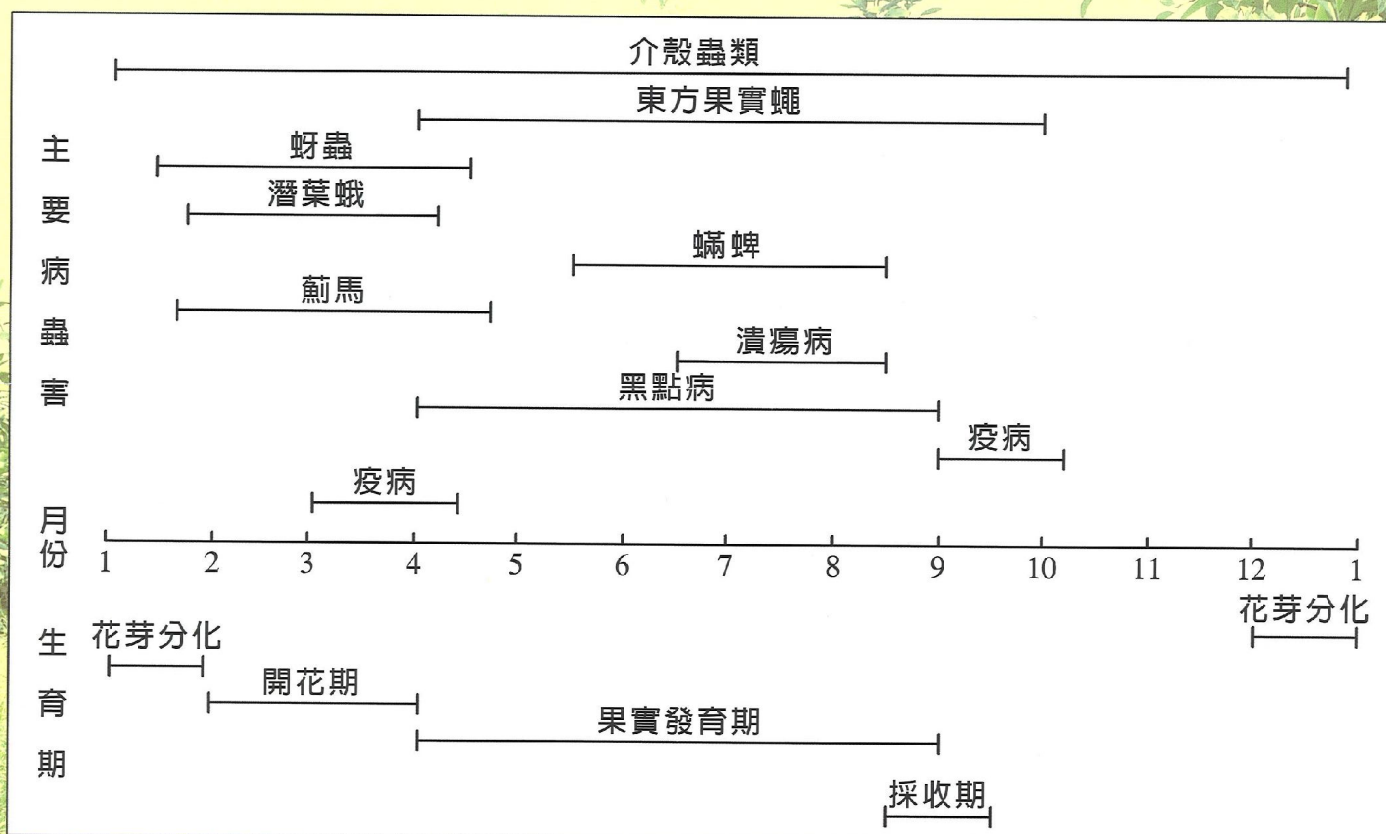 介殼蟲類
東方果實蠅
主要病蟲害
蚜蟲
潛葉蛾
蟎蜱
薊馬
潰瘍病
黑點病
疫病
疫病
月份
1 2 3 4 5 6 7 8 9 10 11 12 1
生育期
花芽分化
花芽分化
開花期
果實發育期
採收期